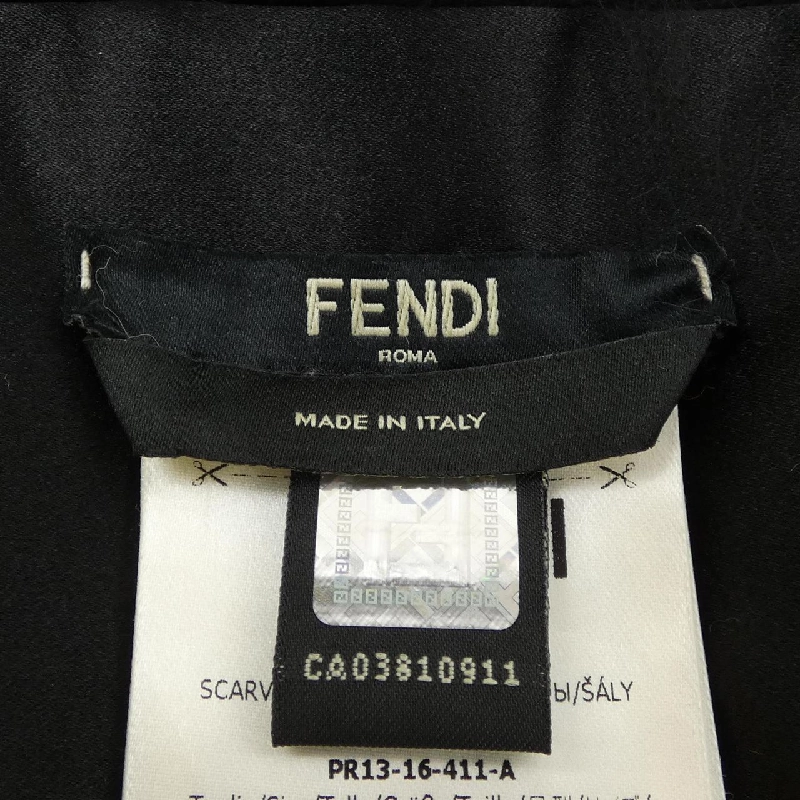 FENDI
ROMA
MADE IN ITALY
CA03810911
SCARV
Ы/ŠÁLY
PR13-16-411-A